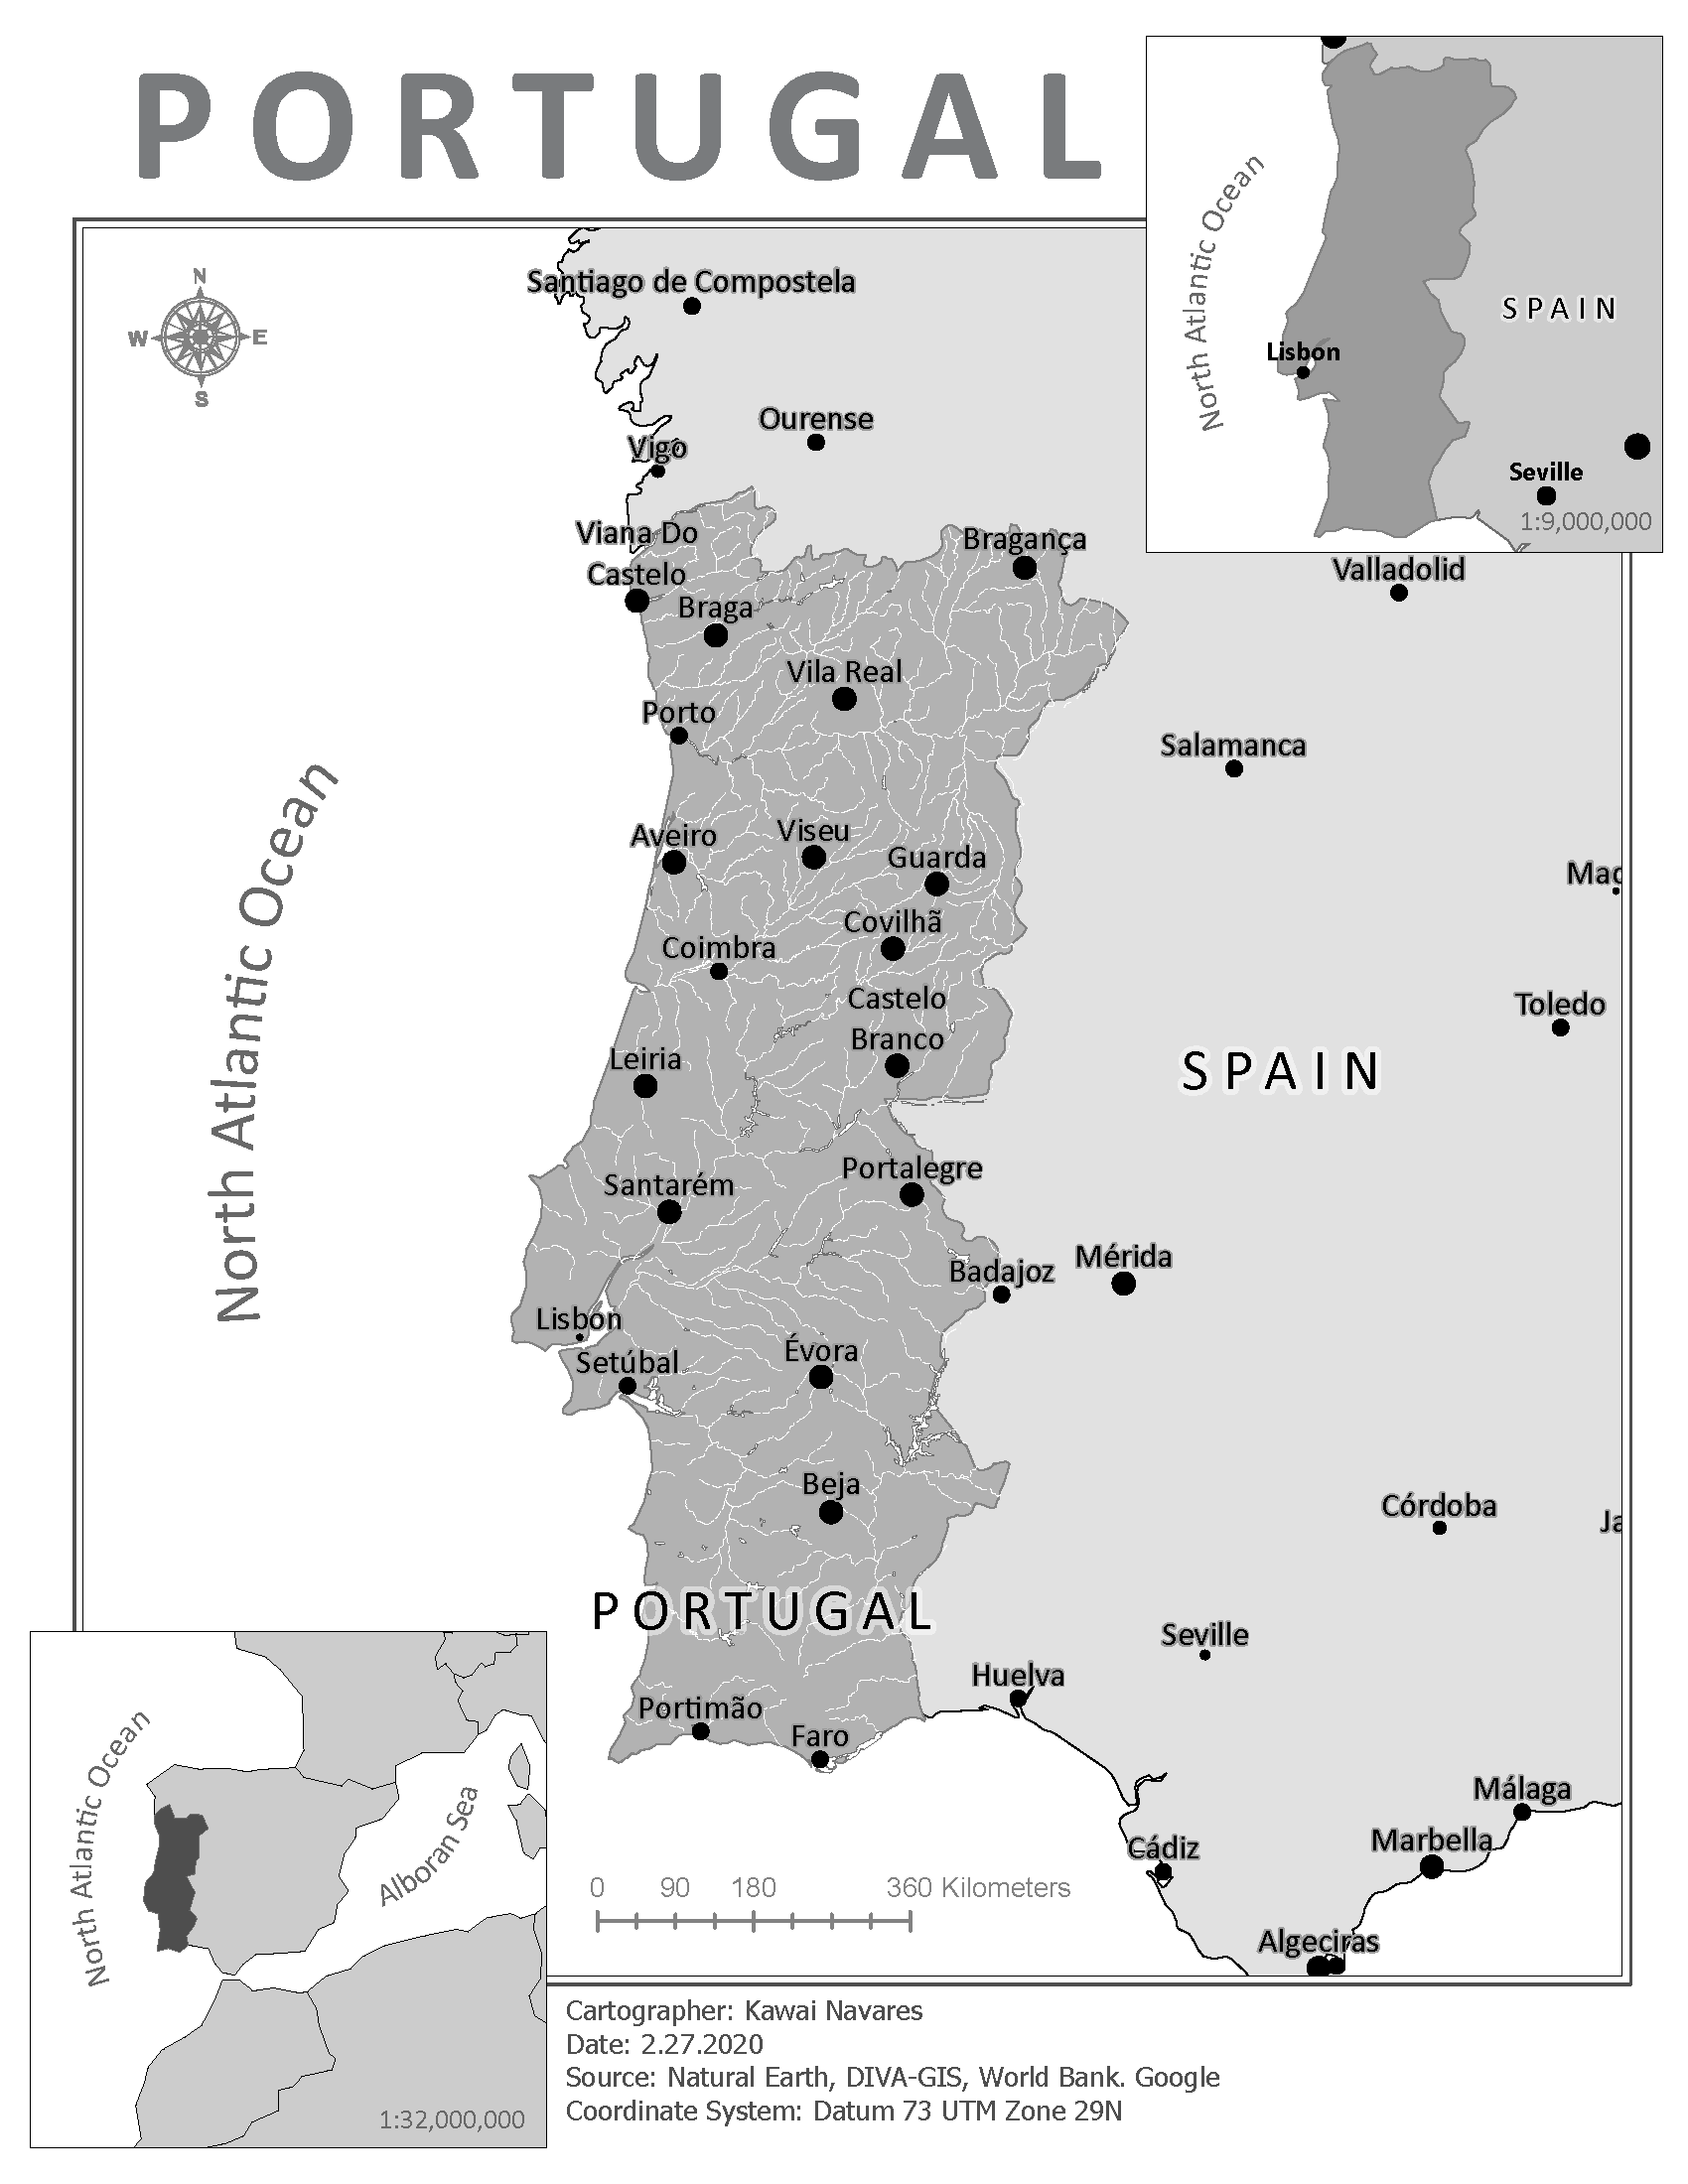 PORTUGAL
North Atlantic Ocean
SPAIN
Lisbon
Seville
1:9,000,000
N
W
E
S
Santiago de Compostela
Ourense
Vigo
Viana Do
Castelo
Bragança
Valladolid
Braga
Vila Real
Porto
Salamanca
Aveiro
Viseu
Guarda
Mad
Covilhã
Coimbra
Castelo
Branco
Toledo
Leiria
SPAIN
North Atlantic Ocean
Portalegre
Santarém
Badajoz
Mérida
Lisbon
Setúbal
Évora
Beja
Córdoba
Ja
PORTUGAL
Seville
Huelva
Portimão
Faro
Málaga
Marbella
Cádiz
Algeciras
0 90 180 360 Kilometers
North Atlantic Ocean
Alboran Sea
1:32,000,000
Cartographer: Kawai Navares
Date: 2.27.2020
Source: Natural Earth, DIVA-GIS, World Bank. Google
Coordinate System: Datum 73 UTM Zone 29N